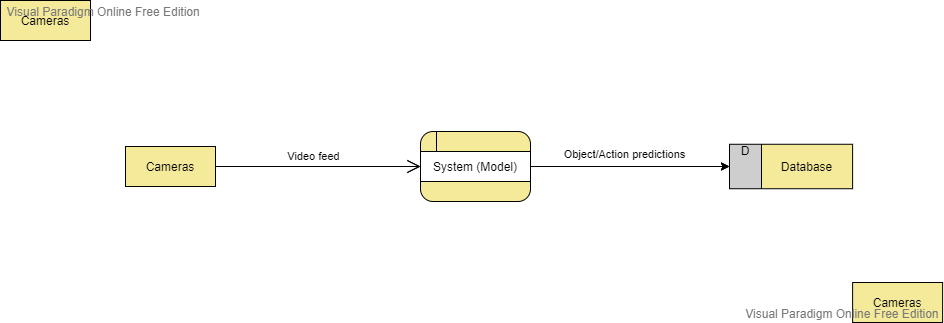 Visual Paradigm Online Free Edition
Cameras
Cameras
Video feed
System (Model)
Object/Action predictions
D
Database
Cameras
Visual Paradigm Online Free Edition